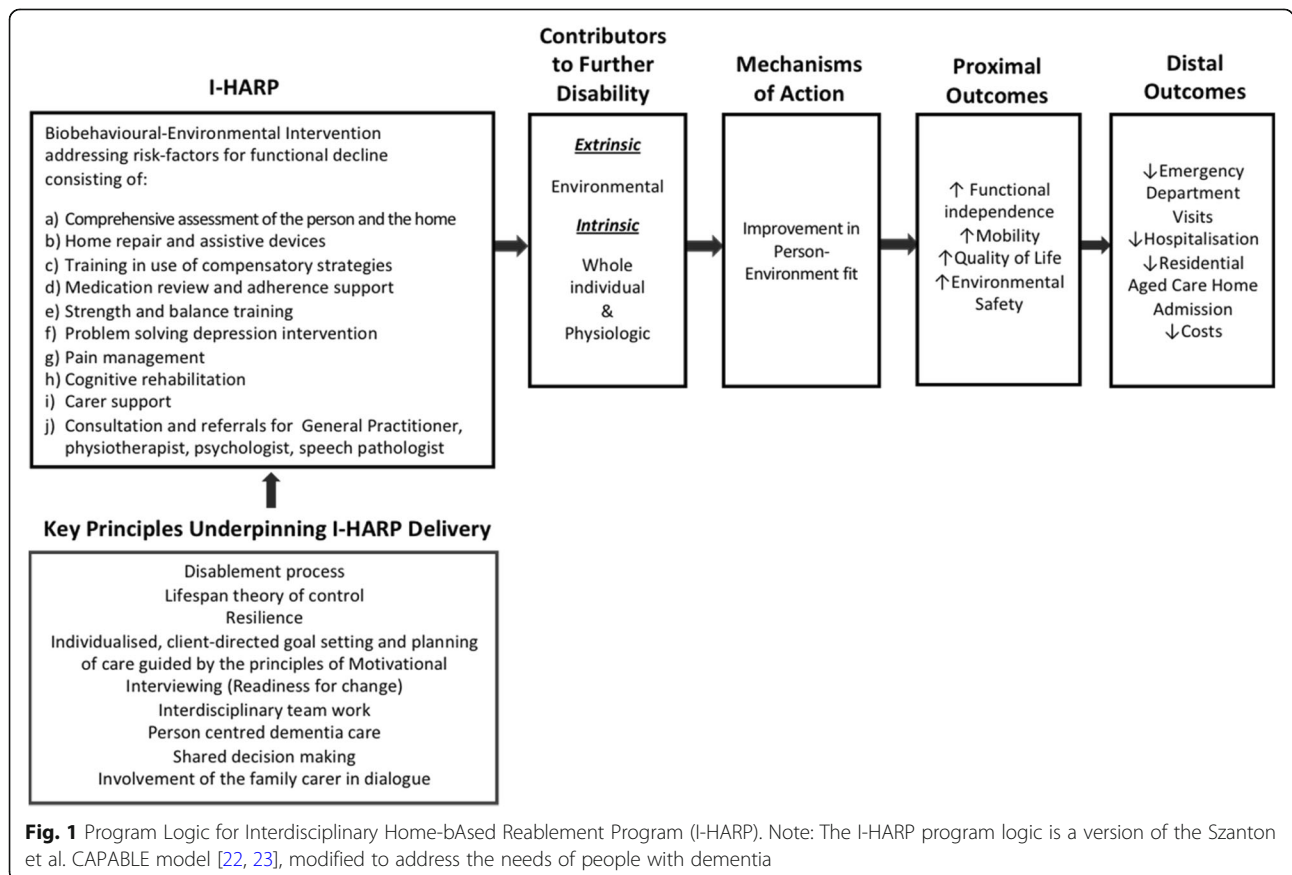 I-HARP
Biobehavioural-Environmental Intervention
addressing risk-factors for functional decline
consisting of:
a) Comprehensive assessment of the person and the home
b) Home repair and assistive devices
c) Training in use of compensatory strategies
d) Medication review and adherence support
e) Strength and balance training
f) Problem solving depression intervention
g) Pain management
h) Cognitive rehabilitation
i) Carer support
j) Consultation and referrals for General Practitioner,
physiotherapist, psychologist, speech pathologist
Contributors
to Further
Disability
Extrinsic
Environmental
Intrinsic
Whole
individual
&
Physiologic
Mechanisms
of Action
Improvement in
Person-
Environment fit
Proximal
Outcomes
↑ Functional
independence
↑Mobility
↑Quality of Life
↑Environmental
Safety
Distal
Outcomes
↓Emergency
Department
Visits
↓Hospitalisation
↓Residential
Aged Care Home
Admission
↓Costs
Key Principles Underpinning I-HARP Delivery
Disablement process
Lifespan theory of control
Resilience
Individualised, client-directed goal setting and planning
of care guided by the principles of Motivational
Interviewing (Readiness for change)
Interdisciplinary team work
Person centred dementia care
Shared decision making
Involvement of the family carer in dialogue
Fig. 1 Program Logic for Interdisciplinary Home-bAsed Reablement Program (I-HARP). Note: The I-HARP program logic is a version of the Szanton
et al. CAPABLE model [22, 23], modified to address the needs of people with dementia